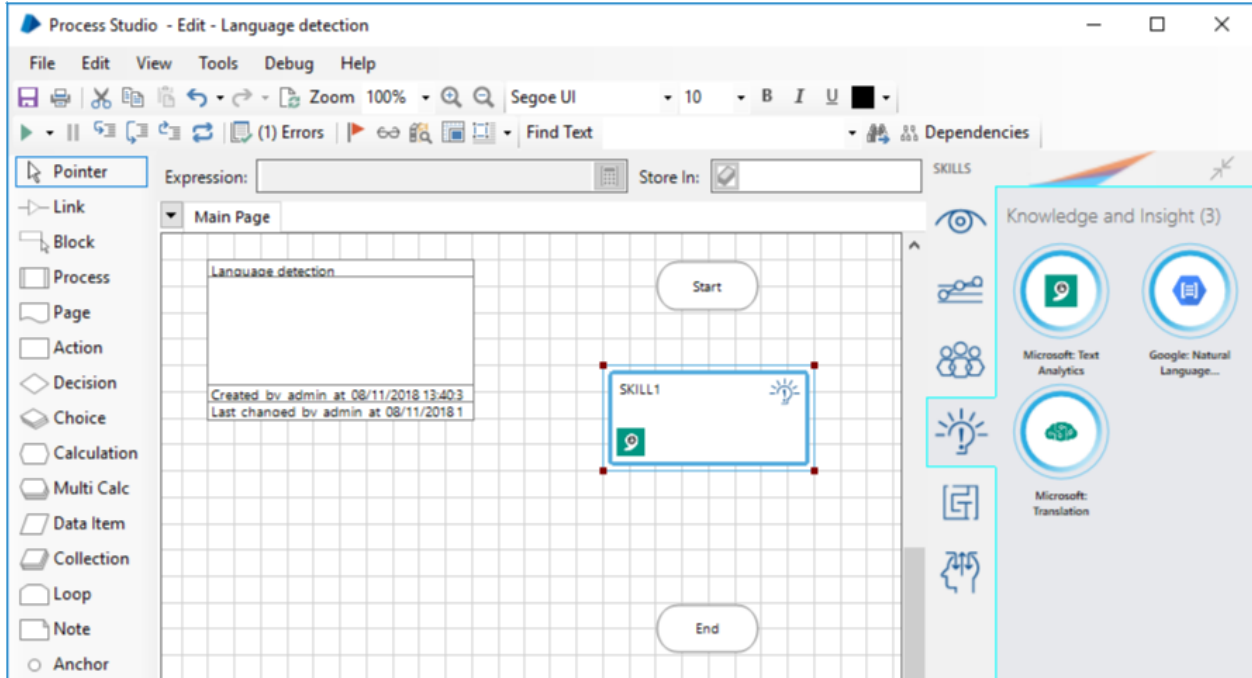 Process Studio - Edit - Language detection
File Edit View Tools Debug Help
Zoom 100% Segoe UI 10 B I U
(1) Errors Find Text Dependencies
Pointer
Link
Block
Process
Page
Action
Decision
Choice
Calculation
Multi Calc
Data Item
Collection
Loop
Note
Anchor
Expression: Store In:
Main Page
Language detection
Created by admin at 08/11/2018 13:40:3
Last changed by admin at 08/11/2018 1
Start
SKILL1
End
SKILLS
Knowledge and Insight (3)
Microsoft: Text
Analytics
Google: Natural
Language...
Microsoft:
Translation